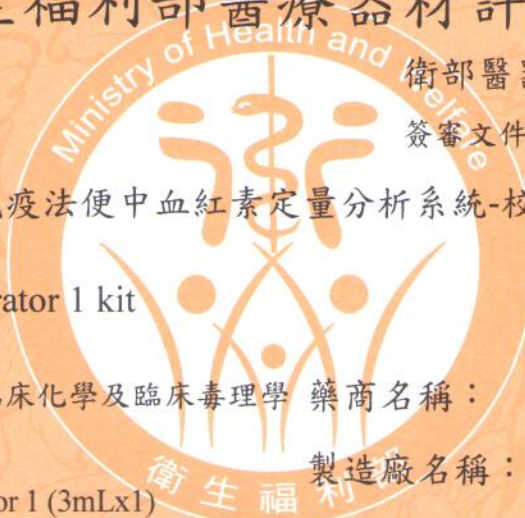 生福利部醫療器材許
Ministry of Health and Welfare
衛部醫
簽審文件
疫法便中血紅素定量分析系統-校
rator 1 kit
床化學及臨床毒理學 藥商名稱：
製造廠名稱：
衛生福利部
or 1 (3mLx1)